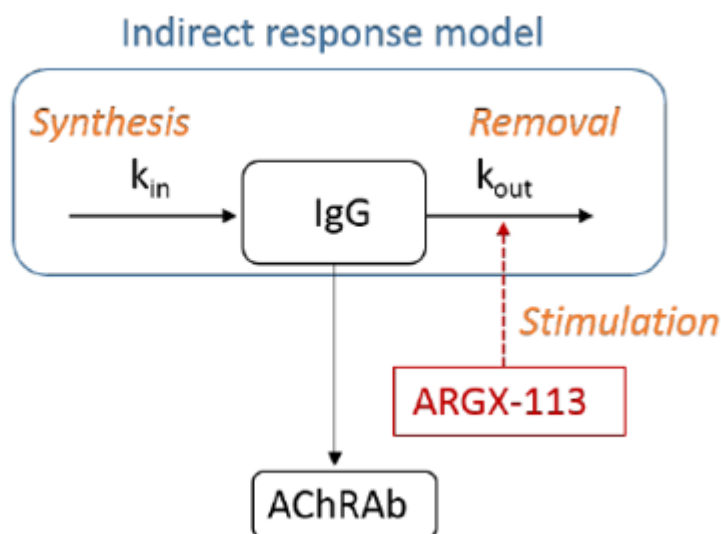 Indirect response model
Synthesis
Removal
kin
kout
IgG
Stimulation
ARGX-113
AChRAb